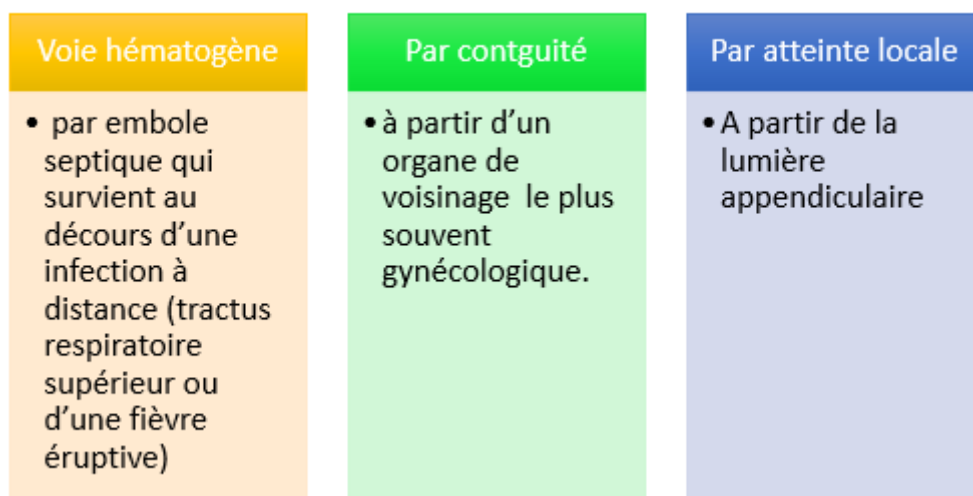 Voie hématogène
• par embole
septique qui
survient au
décours d’une
infection à
distance (tractus
respiratoire
supérieur ou
d’une fièvre
éruptive)
Par contguité
• à partir d’un
organe de
voisinage le plus
souvent
gynécologique.
Par atteinte locale
• A partir de la
lumière
appendiculaire